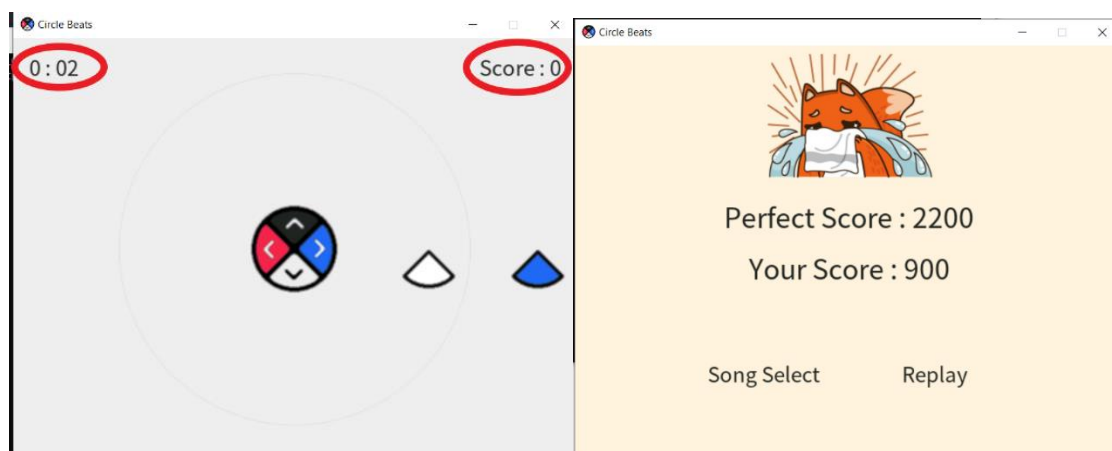 Circle Beats
0 : 02
Score : 0
Circle Beats
Perfect Score : 2200
Your Score : 900
Song Select
Replay